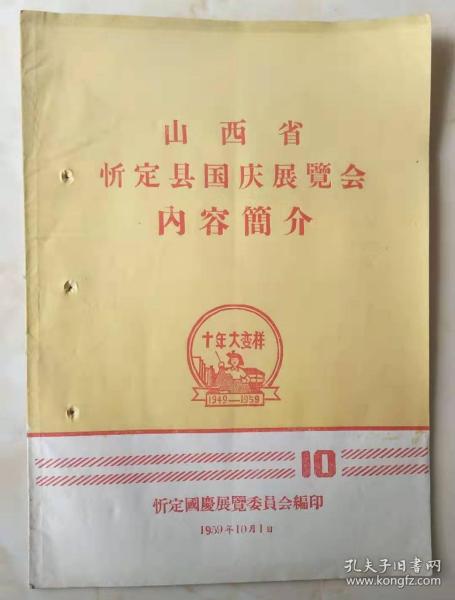 山西省
忻定县国庆展覽会
内容簡介
十年大变样
1949—1959
10
忻定國慶展覽委員会編印
1959年10月1日
孔夫子旧书网
www.kongfz.com